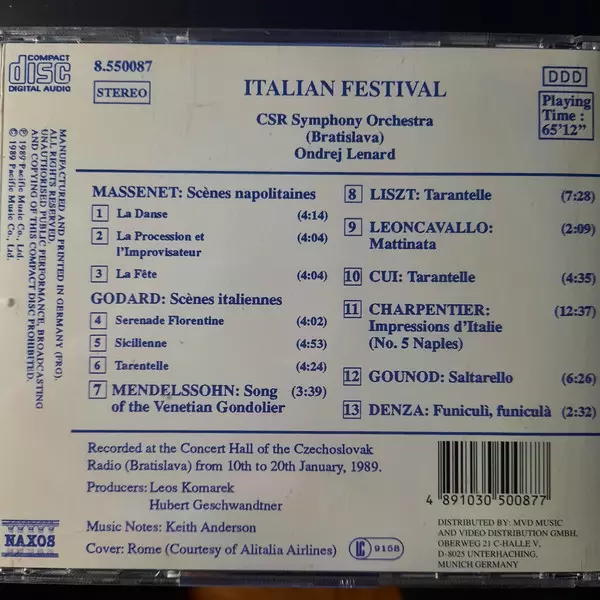 COMPACT
disc
DIGITAL AUDIO
8.550087
STEREO
ITALIAN FESTIVAL
CSR Symphony Orchestra
(Bratislava)
Ondrej Lenard
DDD
Playing
Time :
65'12"
MASSENET: Scènes napolitaines
1 La Danse (4:14)
2 La Procession et (4:04)
l'Improvisateur
3 La Fête (4:04)
GODARD: Scènes italiennes
4 Serenade Florentine (4:02)
5 Sicilienne (4:53)
6 Tarentelle (4:24)
7 MENDELSSOHN: Song (3:39)
of the Venetian Gondolier
8 LISZT: Tarantelle (7:28)
9 LEONCAVALLO: (2:09)
Mattinata
10 CUI: Tarantelle (4:35)
11 CHARPENTIER: (12:37)
Impressions d'Italie
(No. 5 Naples)
12 GOUNOD: Saltarello (6:26)
13 DENZA: Funiculì, funiculà (2:32)
MANUFACTURED AND PRINTED IN GERMANY (FRG).
ALL RIGHTS RESERVED.
UNAUTHORISED PUBLIC PERFORMANCE, BROADCASTING
AND COPYING OF THIS COMPACT DISC PROHIBITED.
℗ 1989 Pacific Music Co., Ltd.
© 1989 Pacific Music Co., Ltd.
Recorded at the Concert Hall of the Czechoslovak
Radio (Bratislava) from 10th to 20th January, 1989.
Producers: Leos Komarek
Hubert Geschwandtner
Music Notes: Keith Anderson
Cover: Rome (Courtesy of Alitalia Airlines)
NAXOS
LC 9158
4 891030 500877
DISTRIBUTED BY: MVD MUSIC
AND VIDEO DISTRIBUTION GMBH,
OBERWEG 21 C-HALLE V,
D-8025 UNTERHACHING,
MUNICH GERMANY